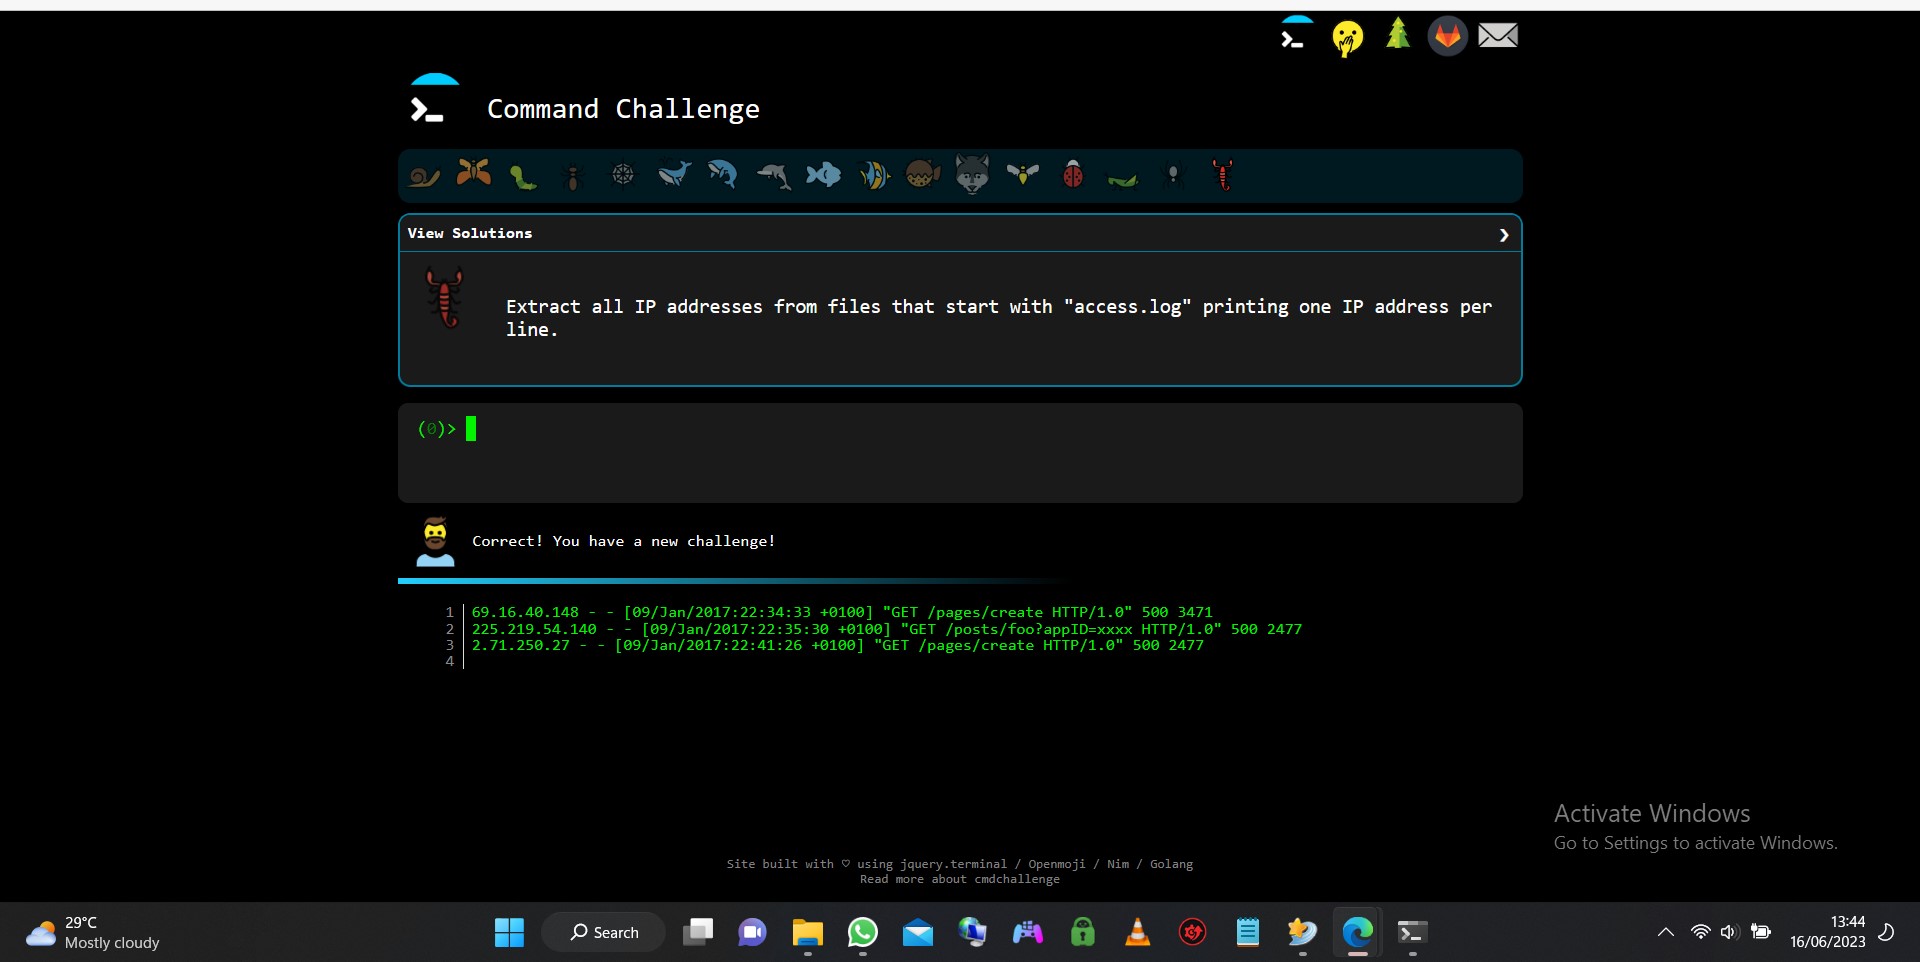 Command Challenge
View Solutions
Extract all IP addresses from files that start with "access.log" printing one IP address per
line.
(0)>
Correct! You have a new challenge!
1 69.16.40.148 - - [09/Jan/2017:22:34:33 +0100] "GET /pages/create HTTP/1.0" 500 3471
2 225.219.54.140 - - [09/Jan/2017:22:35:30 +0100] "GET /posts/foo?appID=xxxx HTTP/1.0" 500 2477
3 2.71.250.27 - - [09/Jan/2017:22:41:26 +0100] "GET /pages/create HTTP/1.0" 500 2477
4
Activate Windows
Go to Settings to activate Windows.
Site built with ♡ using jquery.terminal / Openmoji / Nim / Golang
Read more about cmdchallenge
29°C
Mostly cloudy
Search
13:44
16/06/2023